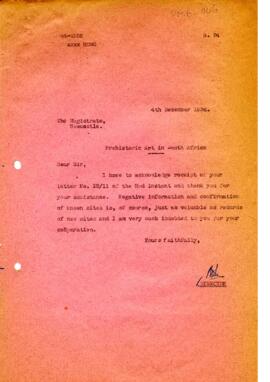 4th December 1936.
The Magistrate,
Newcastle.
Prehistoric Art in South Africa
Dear Sir,
I have to acknowledge receipt of your
letter No. 12/11 of the 2nd instant and thank you for
your assistance. Negative information and confirmation
of known sites is, of course, just as valuable as records
of new sites and I am very much indebted to you for your
coöperation.
Yours faithfully,
DIRECTOR